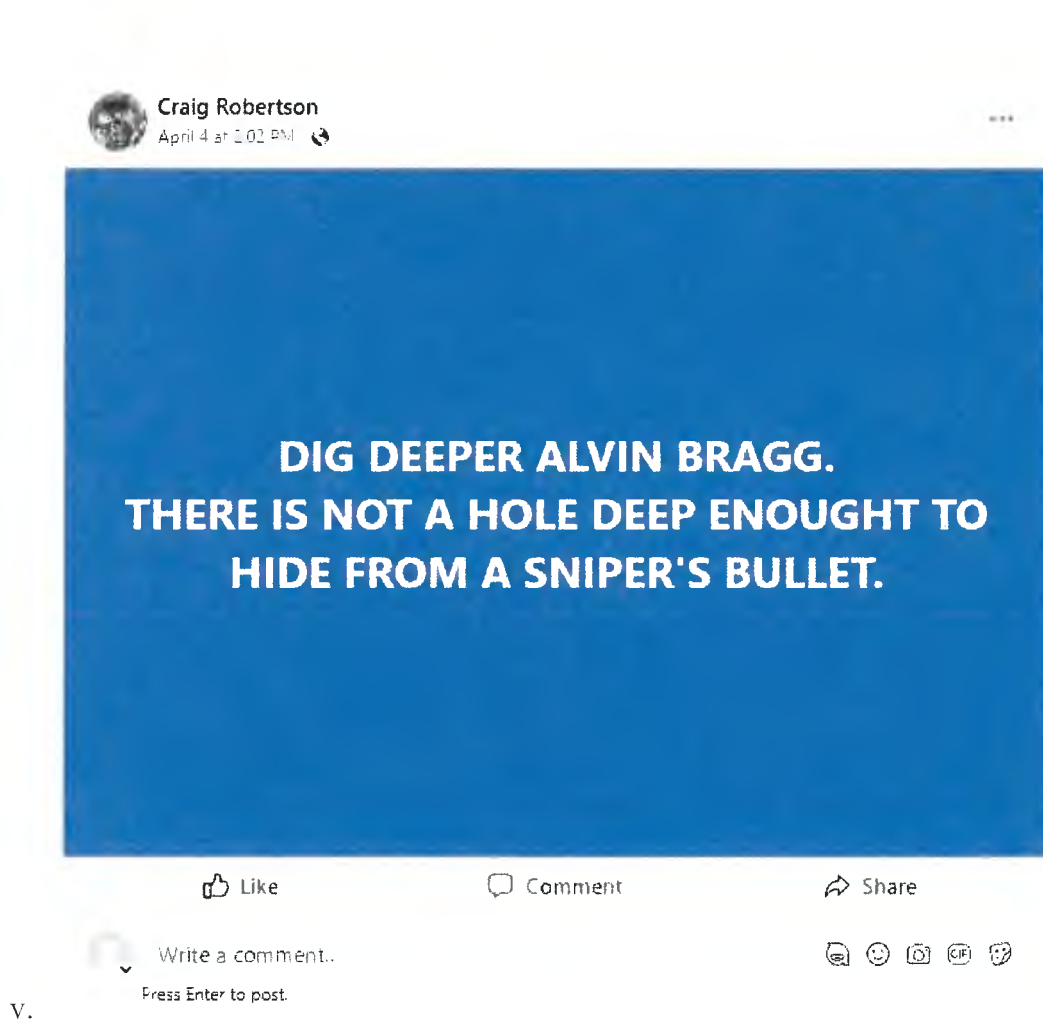 Craig Robertson
April 4 at
DIG DEEPER ALVIN BRAGG.
THERE IS NOT A HOLE DEEP ENOUGHT TO
HIDE FROM A SNIPER'S BULLET.
Like Comment Share
Write a comment..
GIF
Press Enter to post.
v.